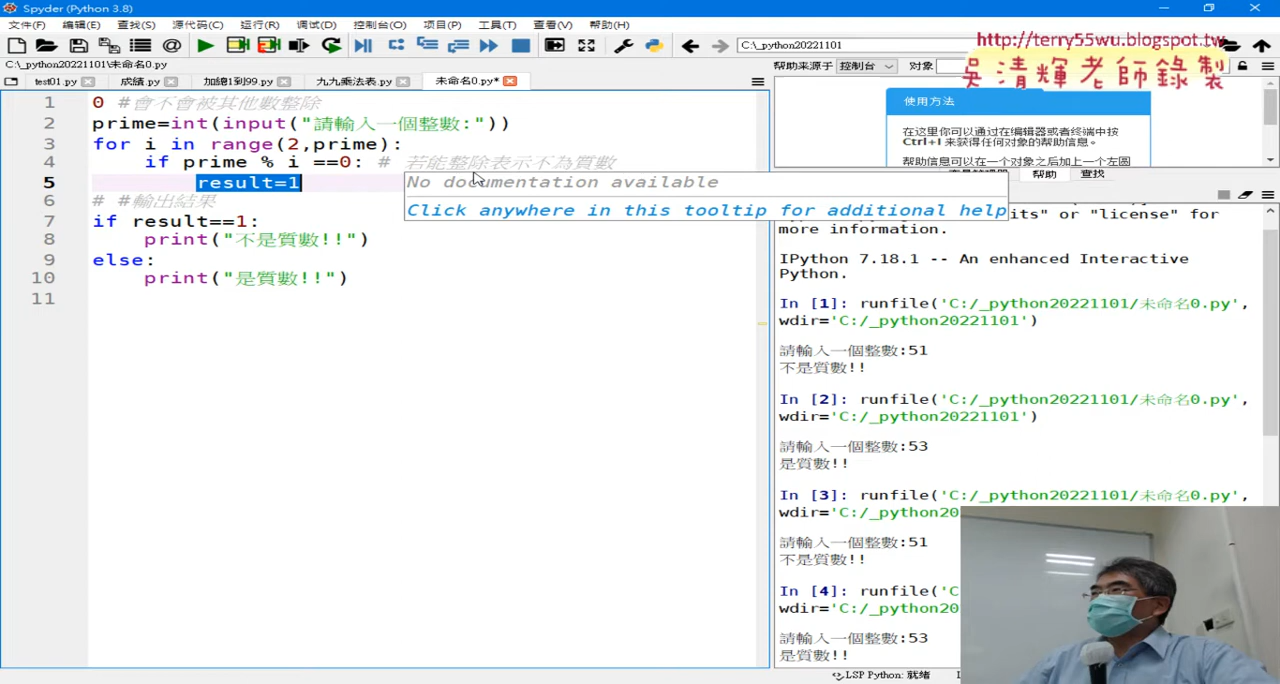 Spyder (Python 3.8)
文件(F) 编辑(E) 查找(S) 源代码(C) 运行(R) 调试(D) 控制台(O) 项目(P) 工具(T) 查看(V) 帮助(H)
C:\_python20221101
http://terry55wu.blogspot.tw
吳清輝老師錄製
C:\_python20221101\未命名0.py
帮助来源于 控制台 对象
test01.py 成績.py 加總1到99.py 九九乘法表.py 未命名0.py*
1 0 #會不會被其他數整除
2 prime=int(input("請輸入一個整數:"))
3 for i in range(2,prime):
4 if prime % i ==0: # 若能整除表示不為質數
5 result=1
6 # #輸出結果
7 if result==1:
8 print("不是質數!!")
9 else:
10 print("是質數!!")
11
No documentation available
Click anywhere in this tooltip for additional help
使用方法
在这里你可以通过在编辑器或者终端中按
Ctrl+I 来获得任何对象的帮助信息。
帮助信息可以在一个对象之后加上一个左圆
帮助 查找
its" or "license" for
more information.
IPython 7.18.1 -- An enhanced Interactive
Python.
In [1]: runfile('C:/_python20221101/未命名0.py',
wdir='C:/_python20221101')
請輸入一個整數:51
不是質數!!
In [2]: runfile('C:/_python20221101/未命名0.py',
wdir='C:/_python20221101')
請輸入一個整數:53
是質數!!
In [3]: runfile('C:/_python20221101/未命名0.py',
wdir='C:/_python20
請輸入一個整數:51
不是質數!!
In [4]: runfile('C:/
wdir='C:/_python20
請輸入一個整數:53
是質數!!
LSP Python: 就绪